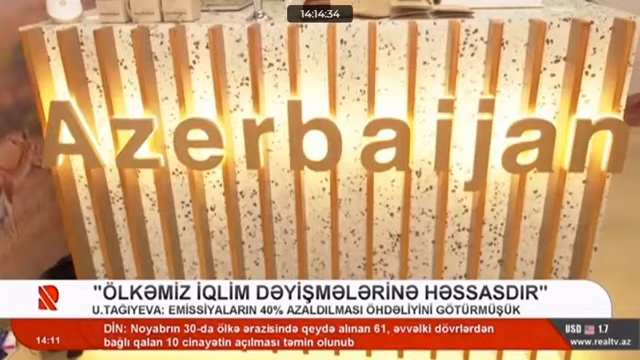 14:14:34
Azerbaijan
"ÖLKƏMİZ İQLİM DƏYİŞMƏLƏRİNƏ HƏSSASDIR"
U.TAĞIYEVA: EMİSSİYALARIN 40% AZALDILMASI ÖHDƏLİYİNİ GÖTÜRMÜŞÜK
DİN: Noyabrın 30-da ölkə ərazisində qeydə alınan 61, əvvəlki dövrlərdən
bağlı qalan 10 cinayətin açılması təmin olunub
14:11
USD 1.7
www.realtv.az